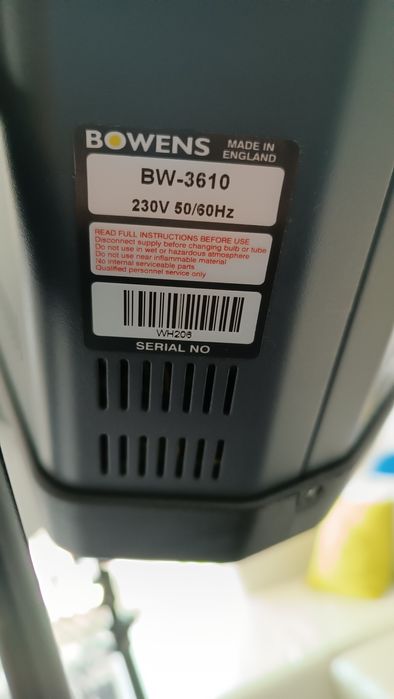 BOWENS
MADE IN
ENGLAND
BW-3610
230V 50/60Hz
READ FULL INSTRUCTIONS BEFORE USE
Disconnect supply before changing bulb or tube
Do not use in wet or hazardous atmosphere
Do not use near inflammable material
No internal serviceable parts
Qualified personnel service only
WH206
SERIAL NO